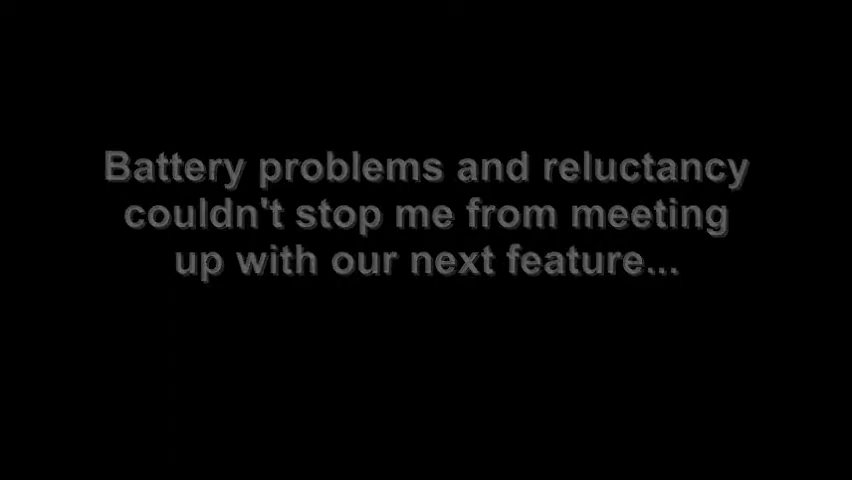 Battery problems and reluctancy
couldn't stop me from meeting
up with our next feature...